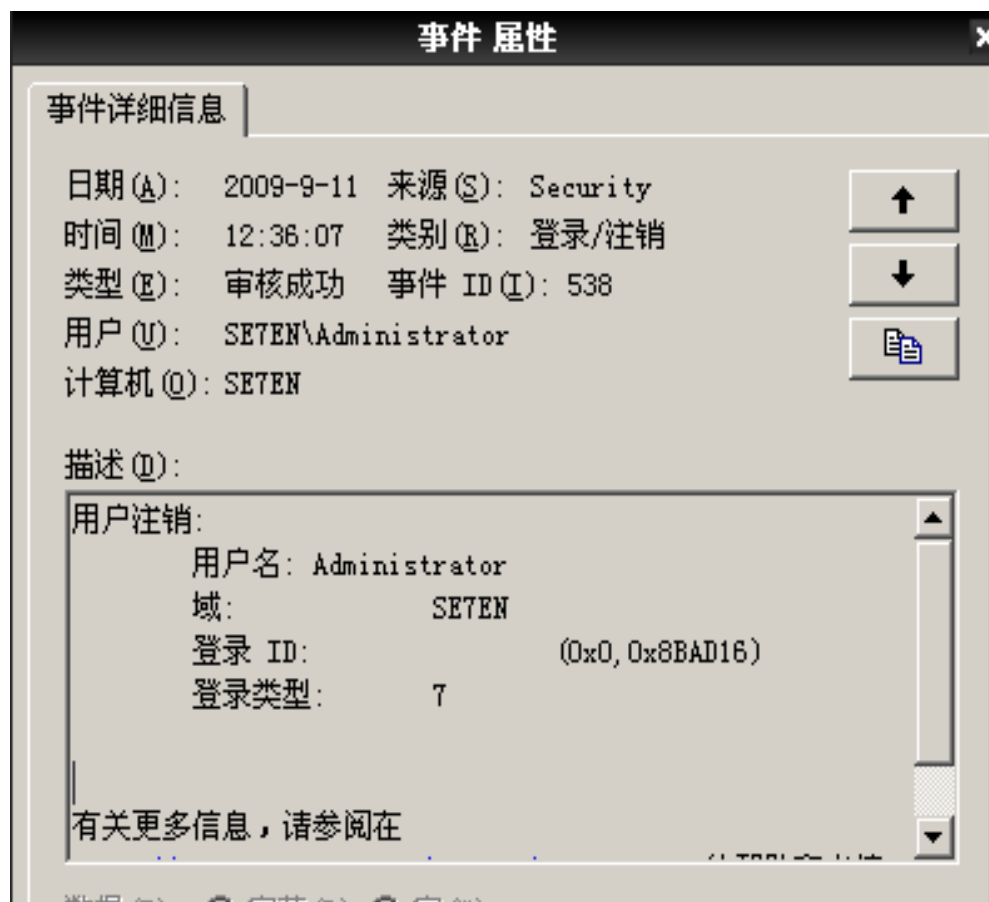 事件 属性
事件详细信息
日期(A): 2009-9-11 来源(S): Security
时间(M): 12:36:07 类别(R): 登录/注销
类型(E): 审核成功 事件 ID(I): 538
用户(U): SE7EN\Administrator
计算机(O): SE7EN
描述(D):
用户注销:
用户名: Administrator
域: SE7EN
登录 ID: (0x0,0x8BAD16)
登录类型: 7
有关更多信息，请参阅在